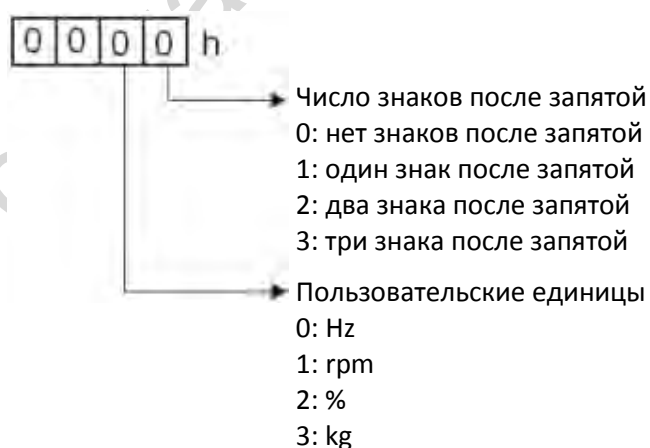 0 0 0 0 h
Число знаков после запятой
0: нет знаков после запятой
1: один знак после запятой
2: два знака после запятой
3: три знака после запятой
Пользовательские единицы
0: Hz
1: rpm
2: %
3: kg